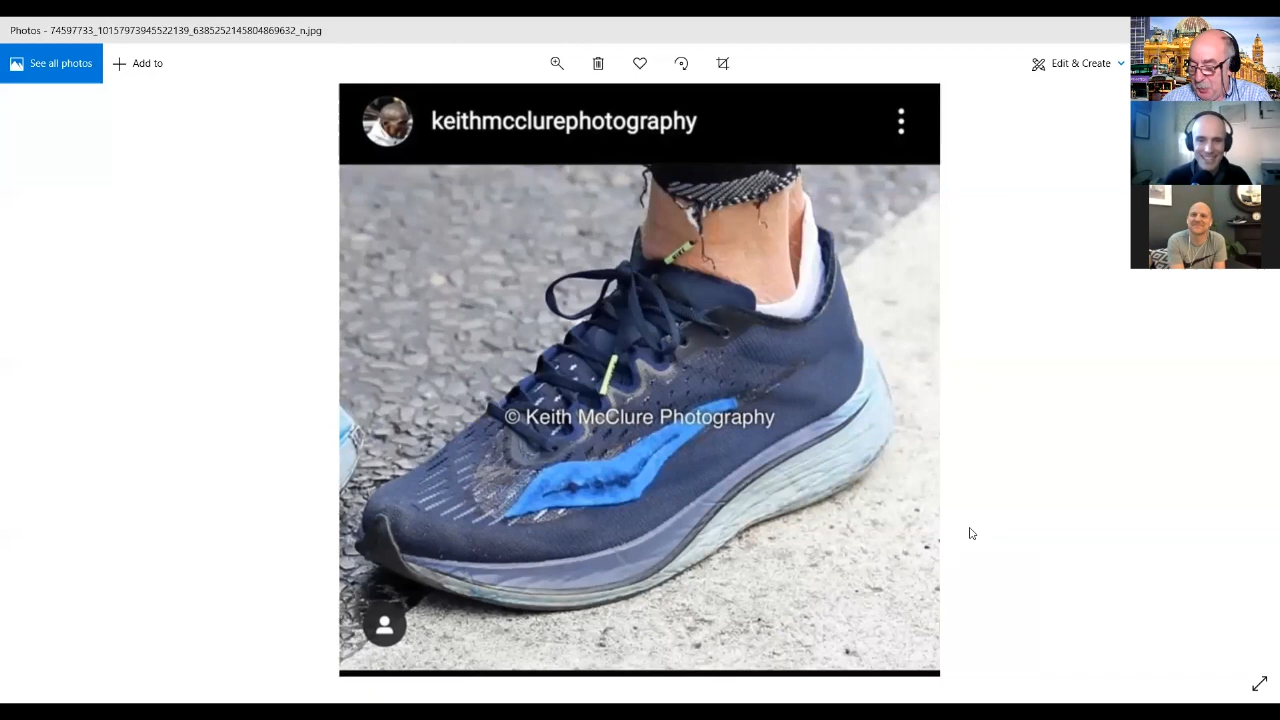 Photos - 74597733_10157973945522139_6385252145804869632_n.jpg
See all photos
Add to
Edit & Create
keithmcclurephotography
© Keith McClure Photography